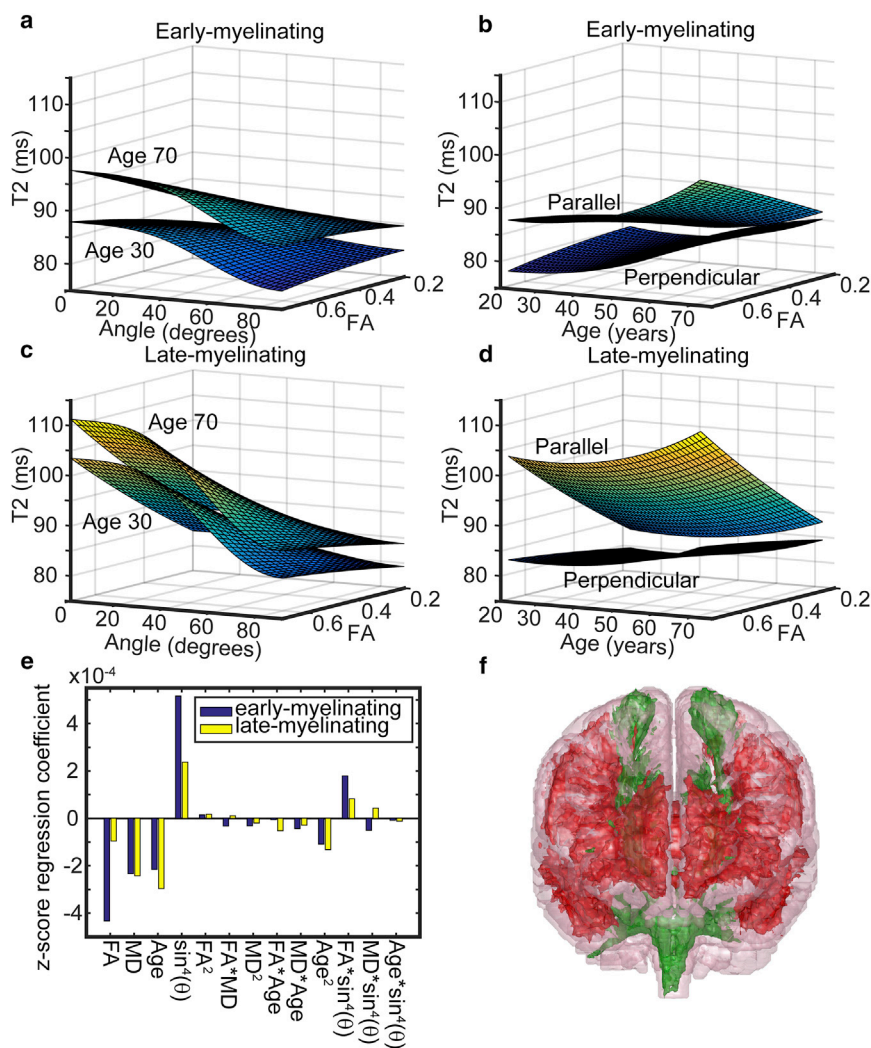 a
Early-myelinating
110
100
90
80
T2 (ms)
Age 70
Age 30
0
20
40
60
80
Angle (degrees)
0.6
0.4
0.2
FA
b
Early-myelinating
110
100
90
80
T2 (ms)
Parallel
Perpendicular
20
30
40
50
60
70
Age (years)
0.6
0.4
0.2
FA
c
Late-myelinating
110
100
90
80
T2 (ms)
Age 70
Age 30
0
20
40
60
80
Angle (degrees)
0.6
0.4
0.2
FA
d
Late-myelinating
110
100
90
80
T2 (ms)
Parallel
Perpendicular
20
30
40
50
60
70
Age (years)
0.6
0.4
0.2
FA
e
x10⁻⁴
z-score regression coefficient
4
2
0
-2
-4
early-myelinating
late-myelinating
FA
MD
Age
sin⁴(θ)
FA²
FA*MD
MD²
FA*Age
MD*Age
Age²
FA*sin⁴(θ)
MD*sin⁴(θ)
Age*sin⁴(θ)
f